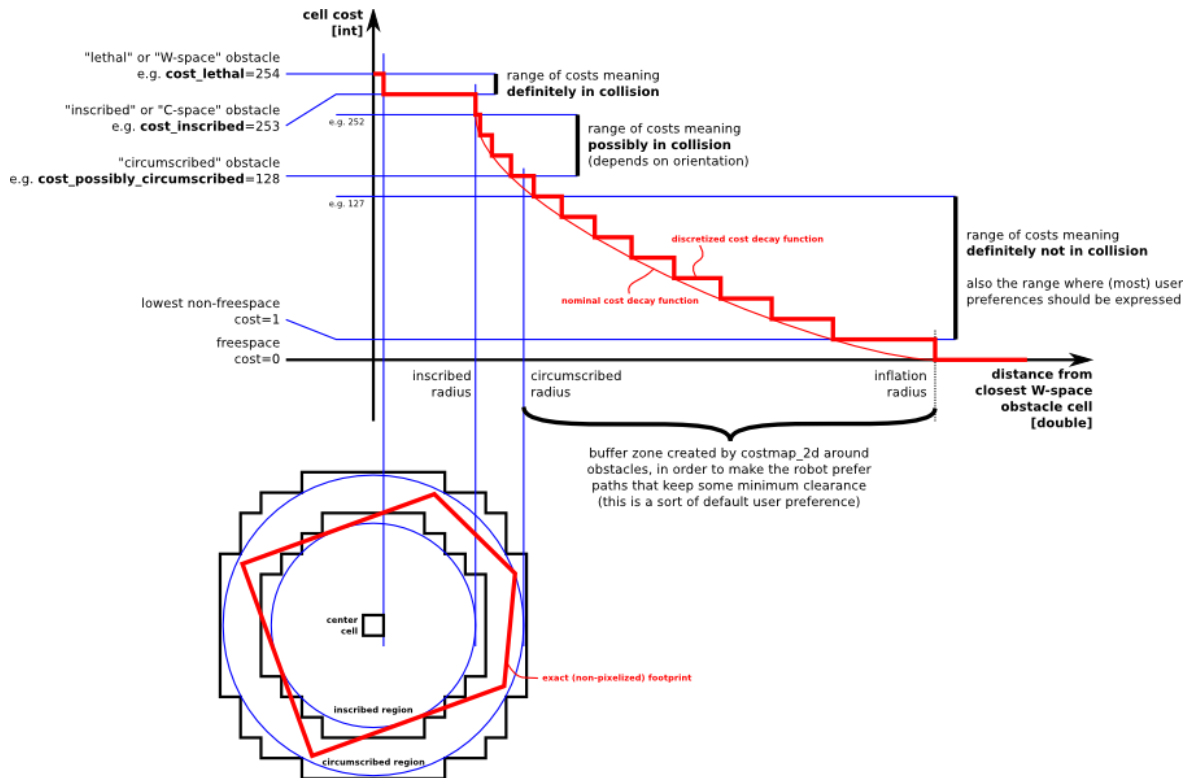 cell cost
[int]
"lethal" or "W-space" obstacle
e.g. cost_lethal=254
range of costs meaning
definitely in collision
"inscribed" or "C-space" obstacle
e.g. cost_inscribed=253
e.g. 252
range of costs meaning
possibly in collision
(depends on orientation)
"circumscribed" obstacle
e.g. cost_possibly_circumscribed=128
e.g. 127
range of costs meaning
definitely not in collision
also the range where (most) user
preferences should be expressed
discretized cost decay function
nominal cost decay function
lowest non-freespace
cost=1
freespace
cost=0
inscribed
radius
circumscribed
radius
inflation
radius
distance from
closest W-space
obstacle cell
[double]
buffer zone created by costmap_2d around
obstacles, in order to make the robot prefer
paths that keep some minimum clearance
(this is a sort of default user preference)
center
cell
exact (non-pixelized) footprint
inscribed region
circumscribed region